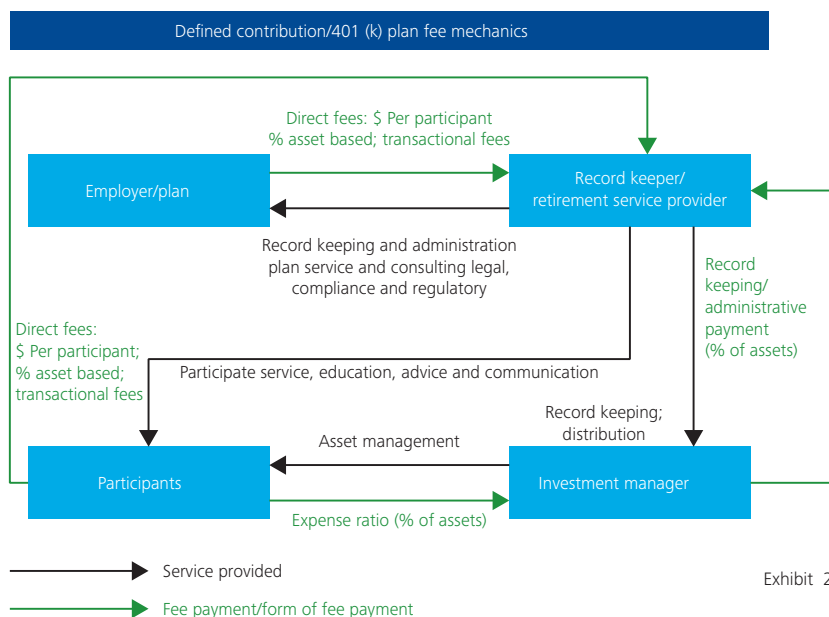 Defined contribution/401 (k) plan fee mechanics
Direct fees: $ Per participant
% asset based; transactional fees
Employer/plan
Record keeper/
retirement service provider
Record keeping and administration
plan service and consulting legal,
compliance and regulatory
Record
keeping/
administrative
payment
(% of assets)
Direct fees:
$ Per participant;
% asset based;
transactional fees
Participate service, education, advice and communication
Record keeping;
distribution
Asset management
Participants
Investment manager
Expense ratio (% of assets)
Service provided
Exhibit 2
Fee payment/form of fee payment